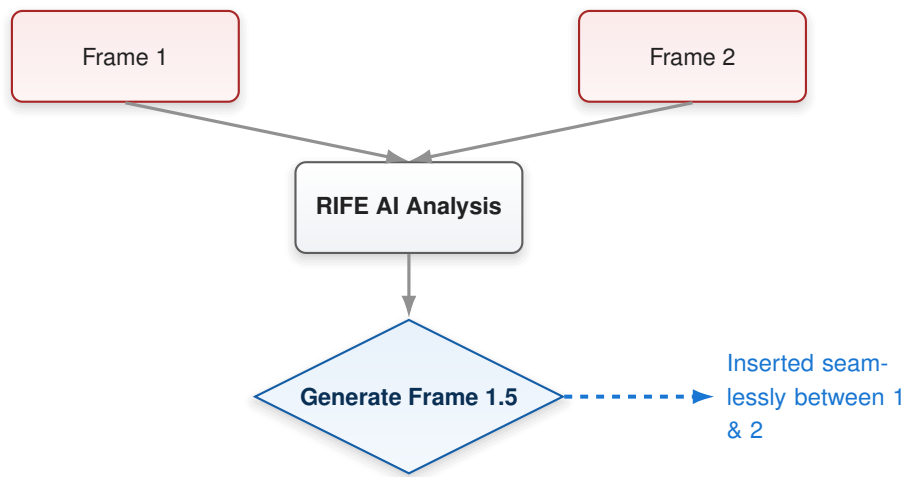 Frame 1
Frame 2
RIFE AI Analysis
Generate Frame 1.5
Inserted seam-
lessly between 1
& 2